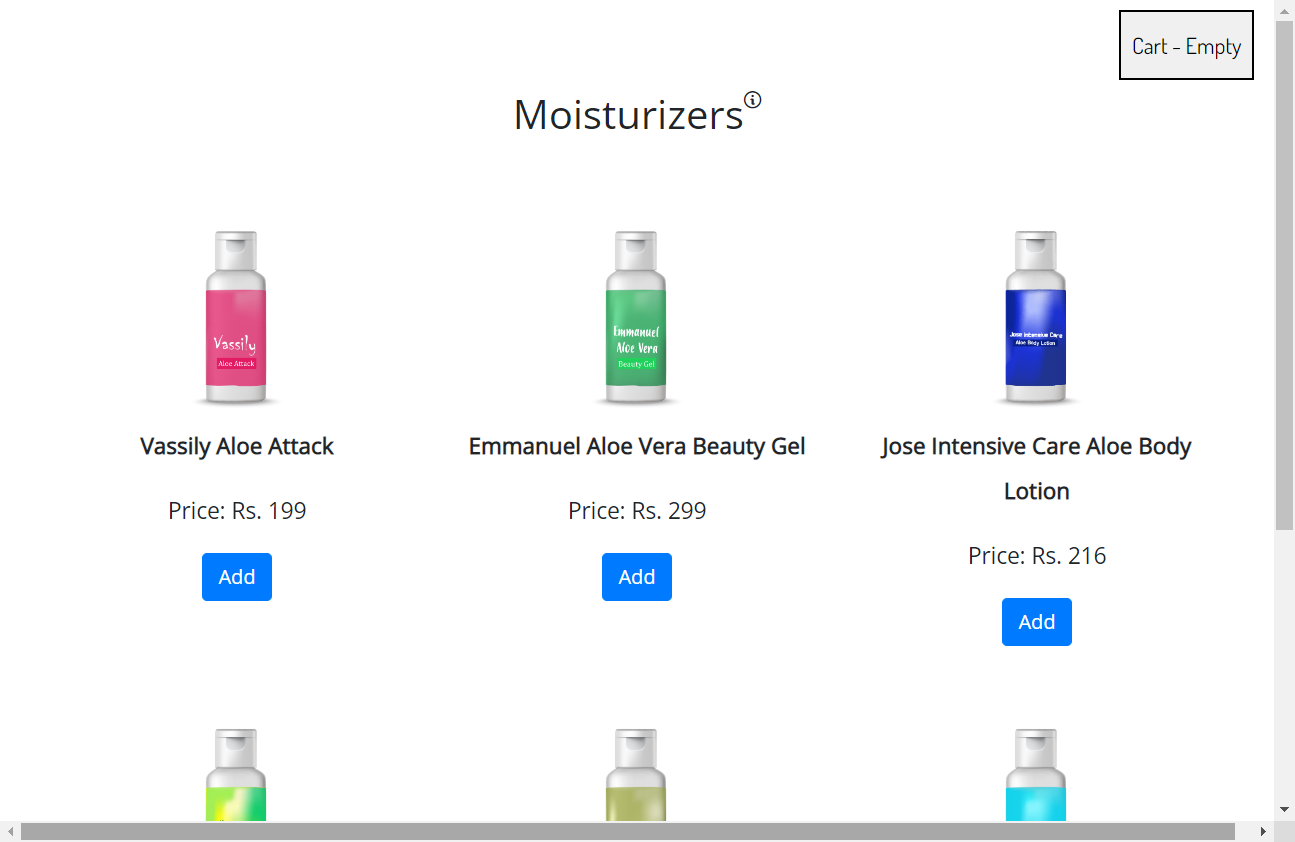 Cart - Empty
Moisturizers
Vassily
Aloe Attack
Emmanuel
Aloe Vera
Beauty Gel
Jose Intensive Care
Aloe Body Lotion
Vassily Aloe Attack
Emmanuel Aloe Vera Beauty Gel
Jose Intensive Care Aloe Body
Lotion
Price: Rs. 199
Price: Rs. 299
Price: Rs. 216
Add
Add
Add